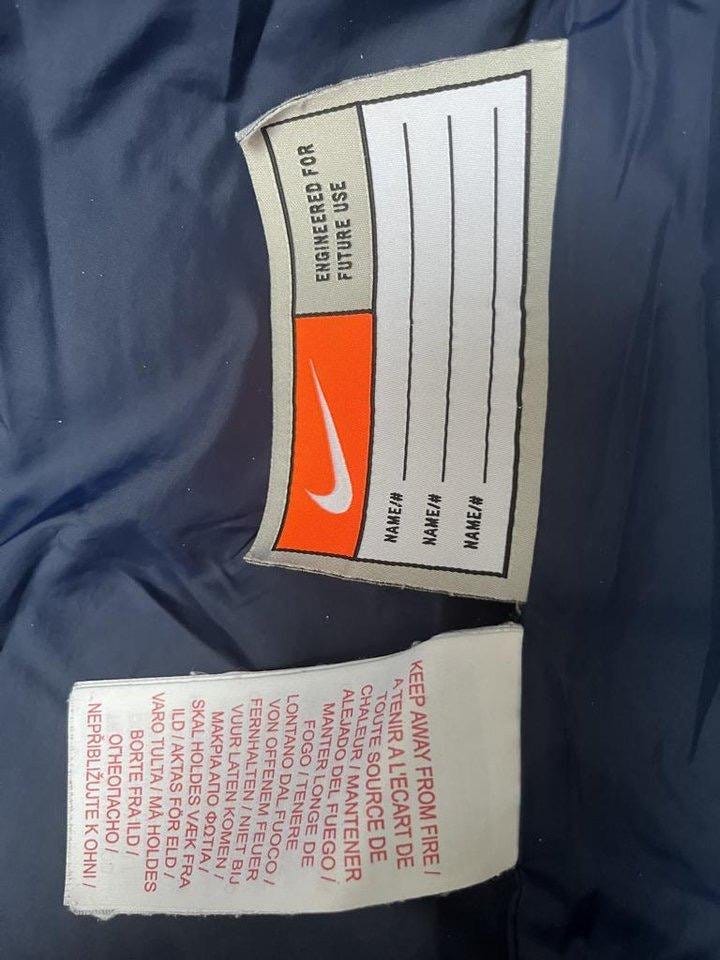 ENGINEERED FOR
FUTURE USE
NAME/#
NAME/#
NAME/#
KEEP AWAY FROM FIRE /
A TENIR A L'ECART DE
TOUTE SOURCE DE
CHALEUR / MANTENER
ALEJADO DEL FUEGO /
MANTER LONGE DE
FOGO / TENERE
LONTANO DAL FUOCO /
VON OFFENEM FEUER
FERNHALTEN / NIET BIJ
VUUR LATEN KOMEN /
ΜΑΚΡΙΑ ΑΠΟ ΦΩΤΙΑ /
SKAL HOLDES VÆK FRA
ILD / AKTAS FÖR ELD /
VARO TULTA / MÅ HOLDES
BORTE FRA ILD /
ОГНЕОПАСНО /
NEPŘIBLIŽUJTE K OHNI /